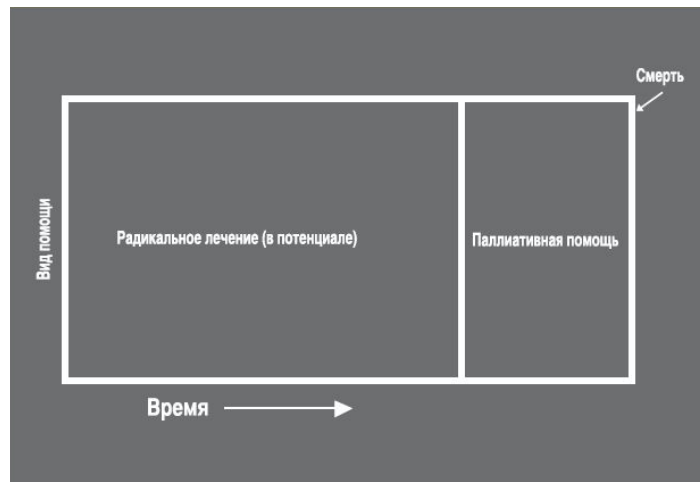 Смерть
Вид помощи
Радикальное лечение (в потенциале)
Паллиативная помощь
Время